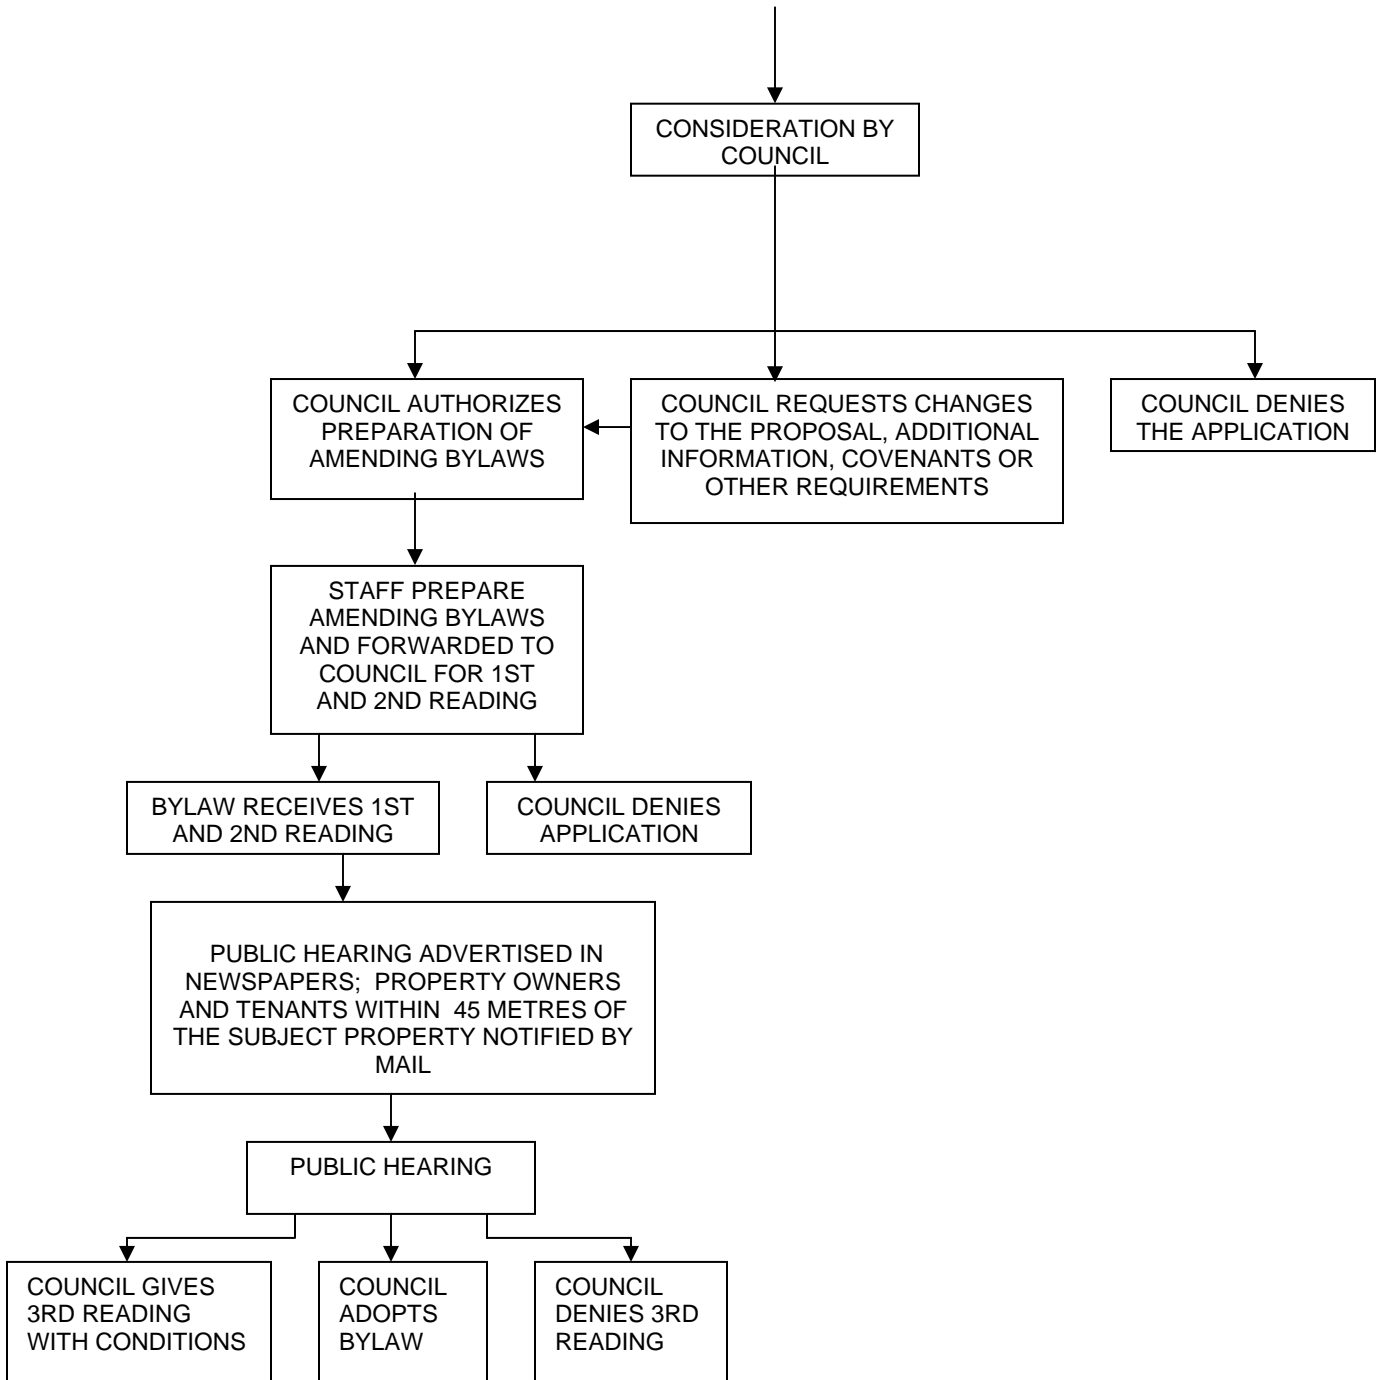 CONSIDERATION BY
COUNCIL
COUNCIL AUTHORIZES
PREPARATION OF
AMENDING BYLAWS
COUNCIL REQUESTS CHANGES
TO THE PROPOSAL, ADDITIONAL
INFORMATION, COVENANTS OR
OTHER REQUIREMENTS
COUNCIL DENIES
THE APPLICATION
STAFF PREPARE
AMENDING BYLAWS
AND FORWARDED TO
COUNCIL FOR 1ST
AND 2ND READING
BYLAW RECEIVES 1ST
AND 2ND READING
COUNCIL DENIES
APPLICATION
PUBLIC HEARING ADVERTISED IN
NEWSPAPERS;  PROPERTY OWNERS
AND TENANTS WITHIN  45 METRES OF
THE SUBJECT PROPERTY NOTIFIED BY
MAIL
PUBLIC HEARING
COUNCIL GIVES
3RD READING
WITH CONDITIONS
COUNCIL
ADOPTS
BYLAW
COUNCIL
DENIES 3RD
READING